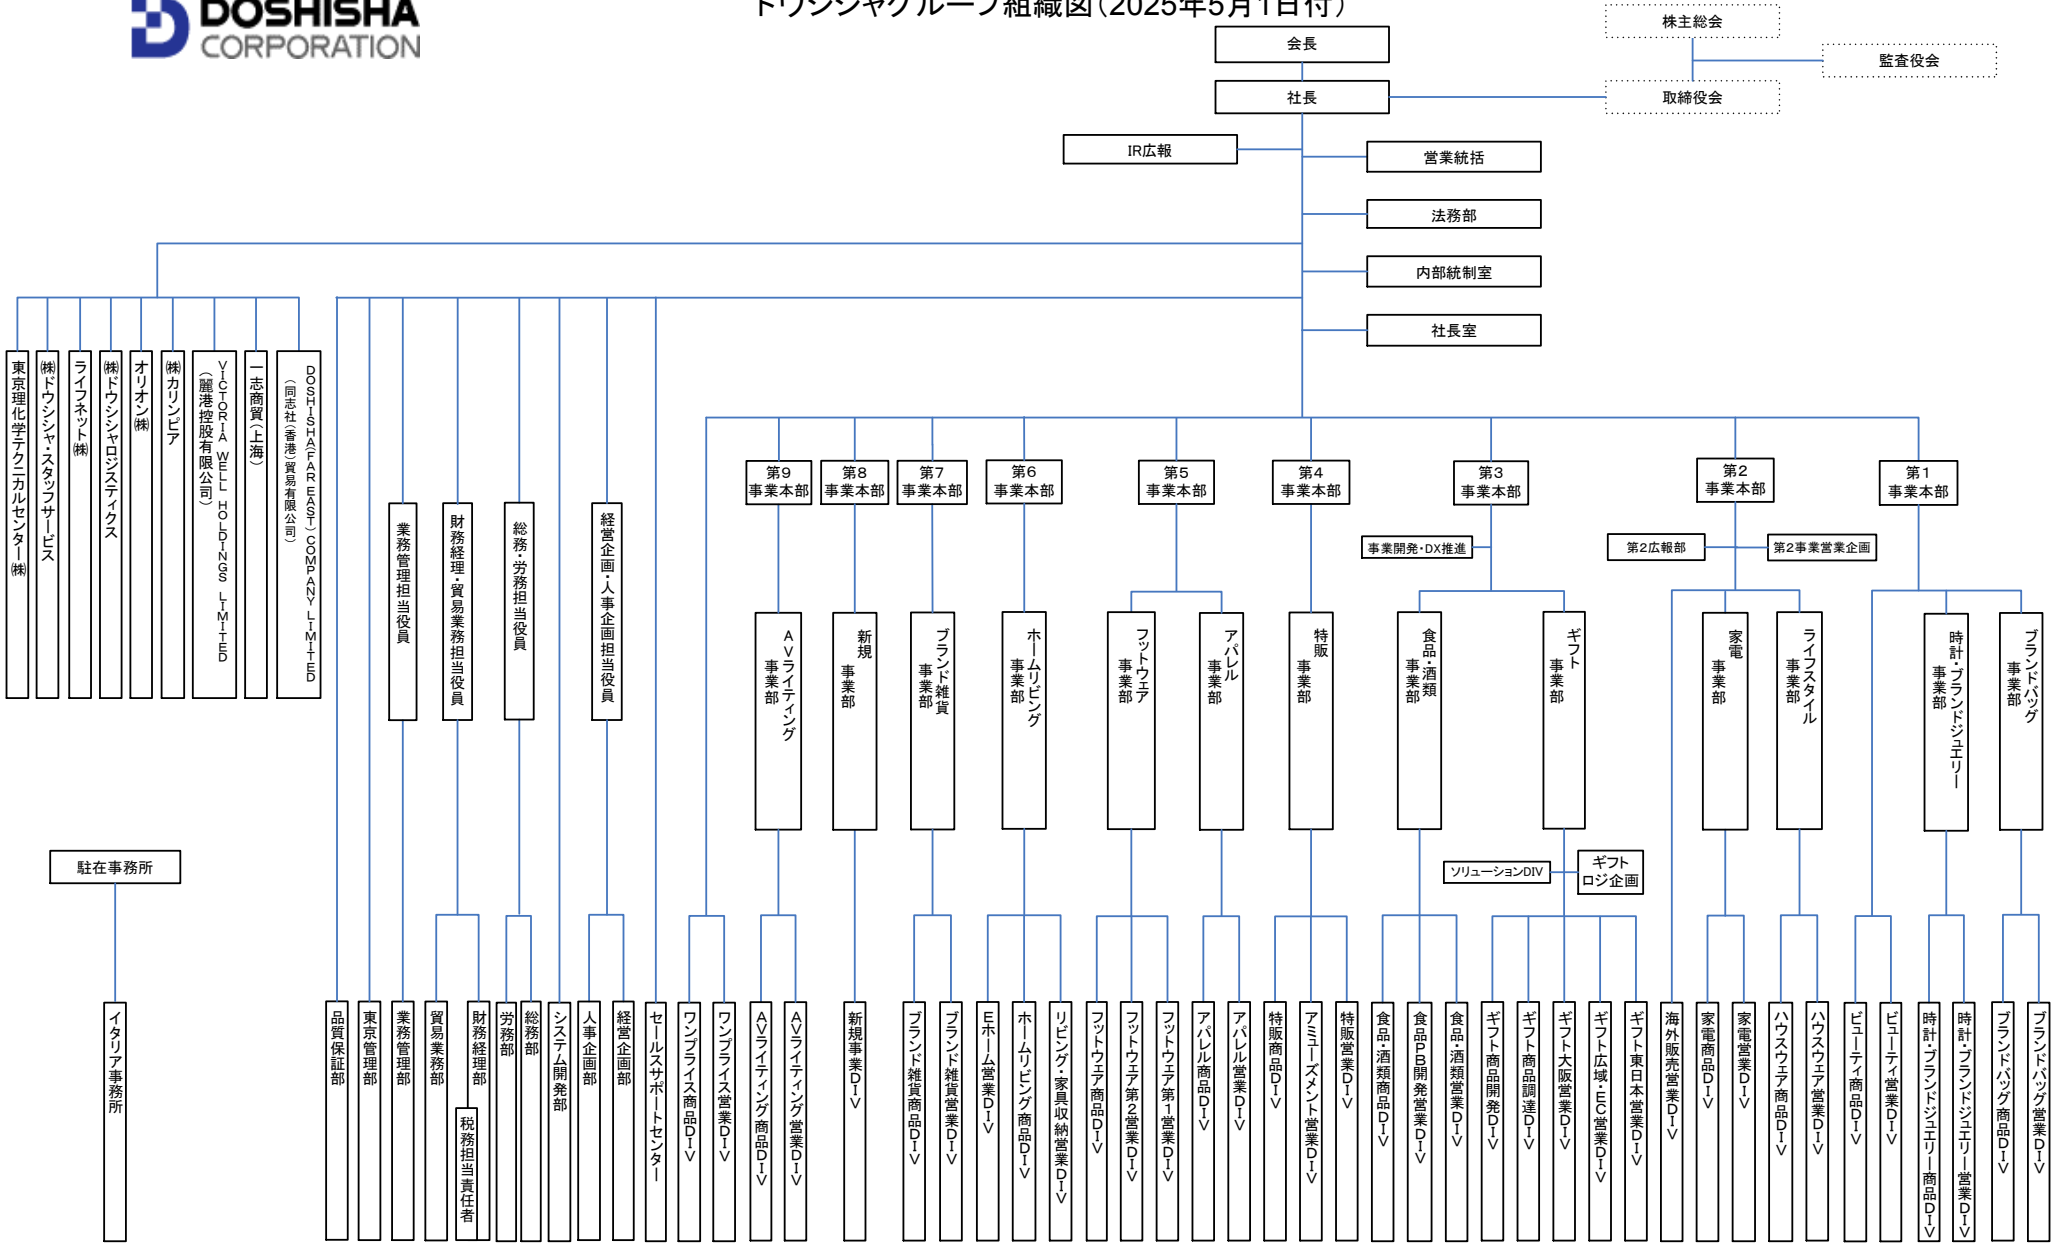 DOSHISHA
CORPORATION
ドウシシャグループ組織図（2025年5月1日付）
会長
社長
株主総会
監査役会
取締役会
IR広報
営業統括
法務部
内部統制室
社長室
東京理化学テクニカルセンター㈱
㈱ドウシシャ・スタッフサービス
ライフネット㈱
㈱ドウシシャロジスティクス
オリオン㈱
㈱カリンピア
VICTORIA WELL HOLDINGS LIMITED
（麗港控股有限公司）
一志商貿（上海）
DOSHISHA（FAR EAST）COMPANY LIMITED
（同志社（香港）貿易有限公司）
業務管理担当役員
財務経理・貿易業務担当役員
総務・労務担当役員
経営企画・人事企画担当役員
第9
事業本部
第8
事業本部
第7
事業本部
第6
事業本部
第5
事業本部
第4
事業本部
第3
事業本部
第2
事業本部
第1
事業本部
事業開発・DX推進
第2広報部
第2事業営業企画
AVライティング
事業部
新規
事業部
ブランド雑貨
事業部
ホームリビング
事業部
フットウェア
事業部
アパレル
事業部
特販
事業部
食品・酒類
事業部
ギフト
事業部
家電
事業部
ライフスタイル
事業部
時計・ブランドジュエリー
事業部
ブランドバッグ
事業部
駐在事務所
ソリューションDIV
ギフト
ロジ企画
イタリア事務所
品質保証部
東京管理部
業務管理部
貿易業務部
財務経理部
税務担当責任者
労務部
総務部
システム開発部
人事企画部
経営企画部
セールスサポートセンター
ワンプライス商品DIV
ワンプライス営業DIV
AVライティング商品DIV
AVライティング営業DIV
新規事業DIV
ブランド雑貨商品DIV
ブランド雑貨営業DIV
Eホーム営業DIV
ホームリビング商品DIV
リビング・家具収納営業DIV
フットウェア商品DIV
フットウェア第2営業DIV
フットウェア第1営業DIV
アパレル商品DIV
アパレル営業DIV
特販商品DIV
アミューズメント営業DIV
特販営業DIV
食品・酒類商品DIV
食品PB開発営業DIV
食品・酒類営業DIV
ギフト商品開発DIV
ギフト商品調達DIV
ギフト大阪営業DIV
ギフト広域・EC営業DIV
ギフト東日本営業DIV
海外販売営業DIV
家電商品DIV
家電営業DIV
ハウスウェア商品DIV
ハウスウェア営業DIV
ビューティ商品DIV
ビューティ営業DIV
時計・ブランドジュエリー商品DIV
時計・ブランドジュエリー営業DIV
ブランドバッグ商品DIV
ブランドバッグ営業DIV